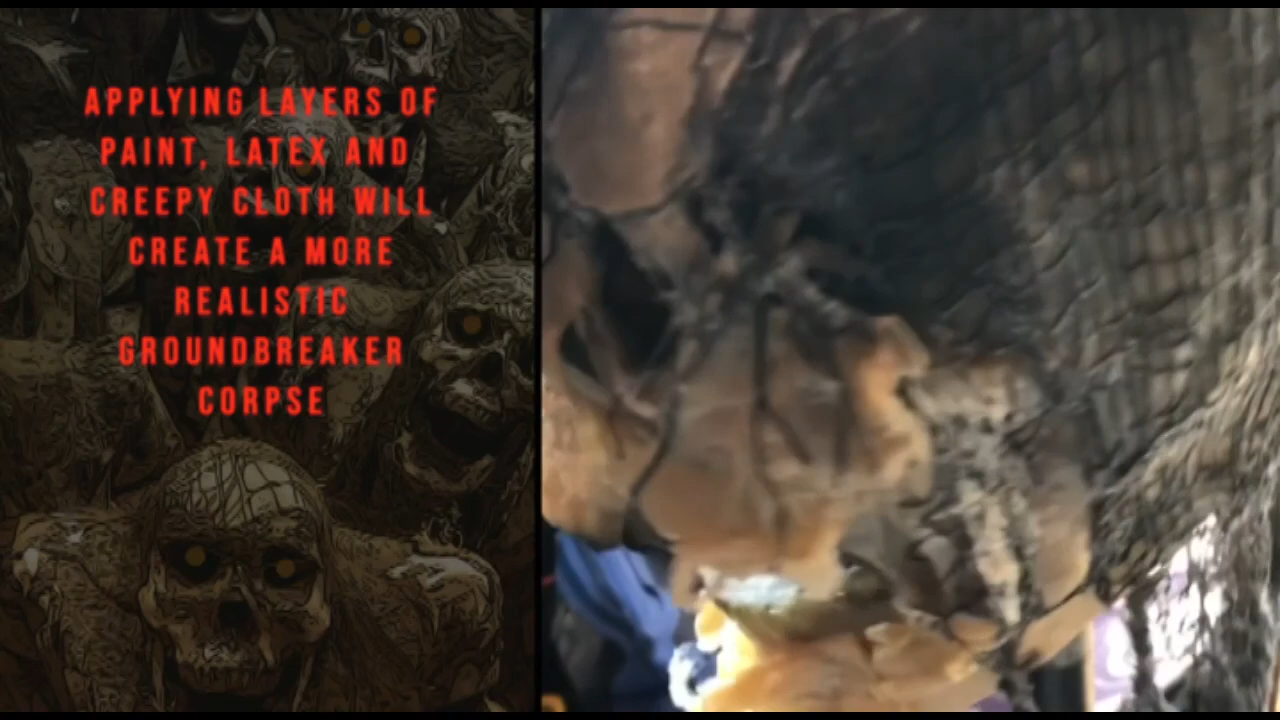 APPLYING LAYERS OF
PAINT, LATEX AND
CREEPY CLOTH WILL
CREATE A MORE
REALISTIC
GROUNDBREAKER
CORPSE